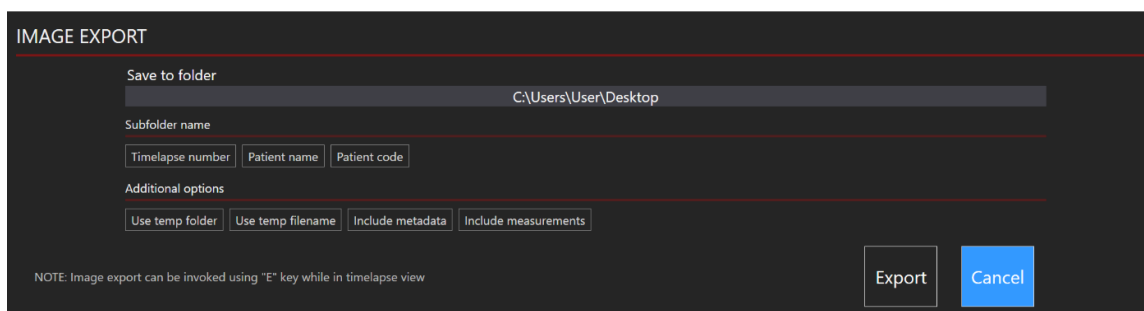 IMAGE EXPORT
Save to folder
C:\Users\User\Desktop
Subfolder name
Timelapse number Patient name Patient code
Additional options
Use temp folder Use temp filename Include metadata Include measurements
NOTE: Image export can be invoked using "E" key while in timelapse view
Export Cancel